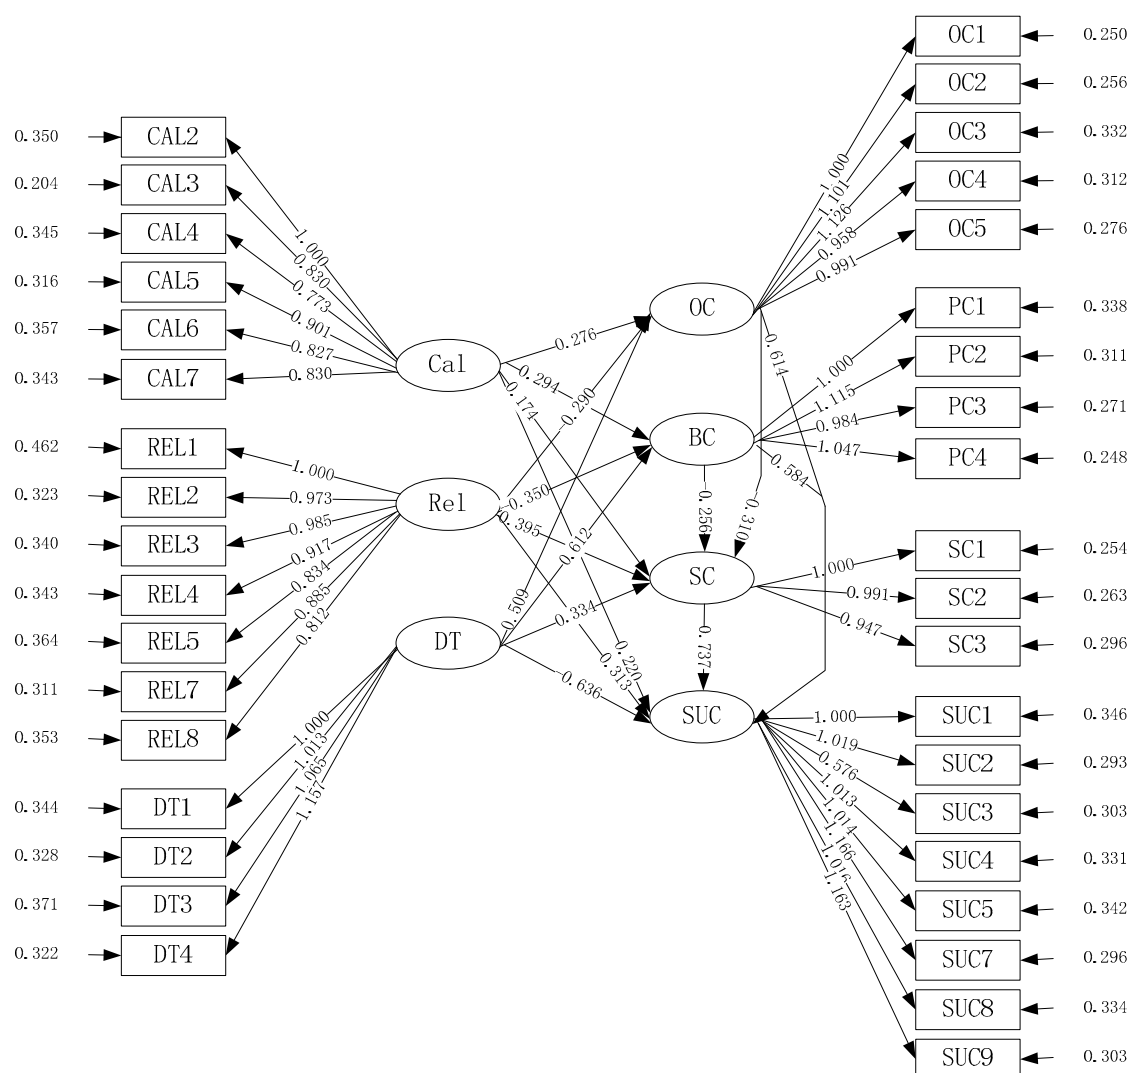 0.350 CAL2
0.204 CAL3
0.345 CAL4
0.316 CAL5
0.357 CAL6
0.343 CAL7
0.462 REL1
0.323 REL2
0.340 REL3
0.343 REL4
0.364 REL5
0.311 REL7
0.353 REL8
0.344 DT1
0.328 DT2
0.371 DT3
0.322 DT4
1.000
0.830
0.773
0.901
0.827
0.830
1.000
0.973
0.985
0.917
0.834
0.885
0.812
1.000
1.013
1.065
1.157
Cal
Rel
DT
0.276
0.294
0.174
0.220
0.290
0.350
0.395
0.313
0.509
0.612
0.334
0.636
OC
BC
SC
SUC
0.256
0.310
0.737
0.614
0.584
1.000
1.101
1.126
0.958
0.991
1.000
1.115
0.984
1.047
1.000
0.991
0.947
1.000
1.019
0.576
1.013
1.014
1.166
1.016
1.163
OC1 0.250
OC2 0.256
OC3 0.332
OC4 0.312
OC5 0.276
PC1 0.338
PC2 0.311
PC3 0.271
PC4 0.248
SC1 0.254
SC2 0.263
SC3 0.296
SUC1 0.346
SUC2 0.293
SUC3 0.303
SUC4 0.331
SUC5 0.342
SUC7 0.296
SUC8 0.334
SUC9 0.303